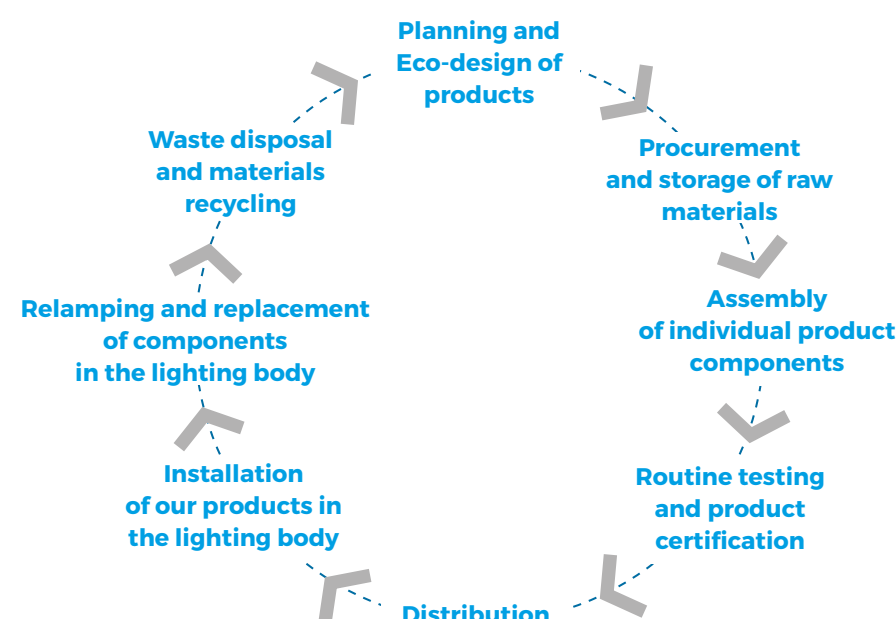 Planning and
Eco-design of
products
Procurement
and storage of raw
materials
Assembly
of individual product
components
Routine testing
and product
certification
Distribution
Installation
of our products in
the lighting body
Relamping and replacement
of components
in the lighting body
Waste disposal
and materials
recycling